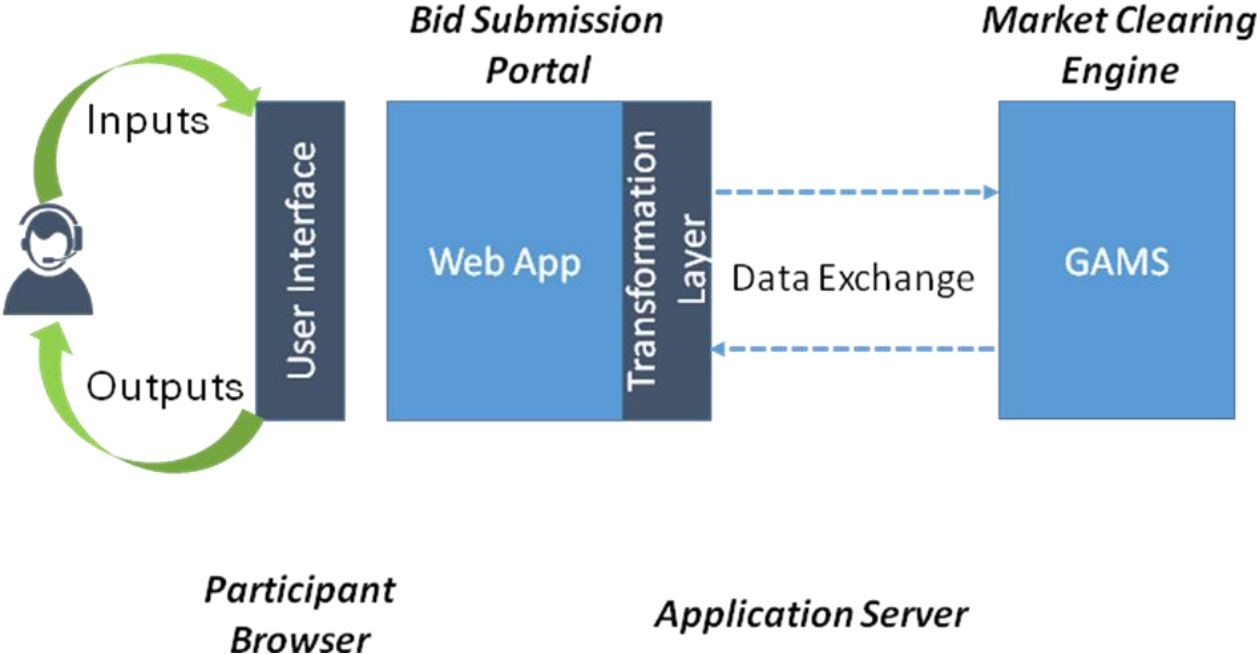 Bid Submission
Portal
Market Clearing
Engine
Inputs
User Interface
Web App
Transformation
Layer
Data Exchange
GAMS
Outputs
Participant
Browser
Application Server